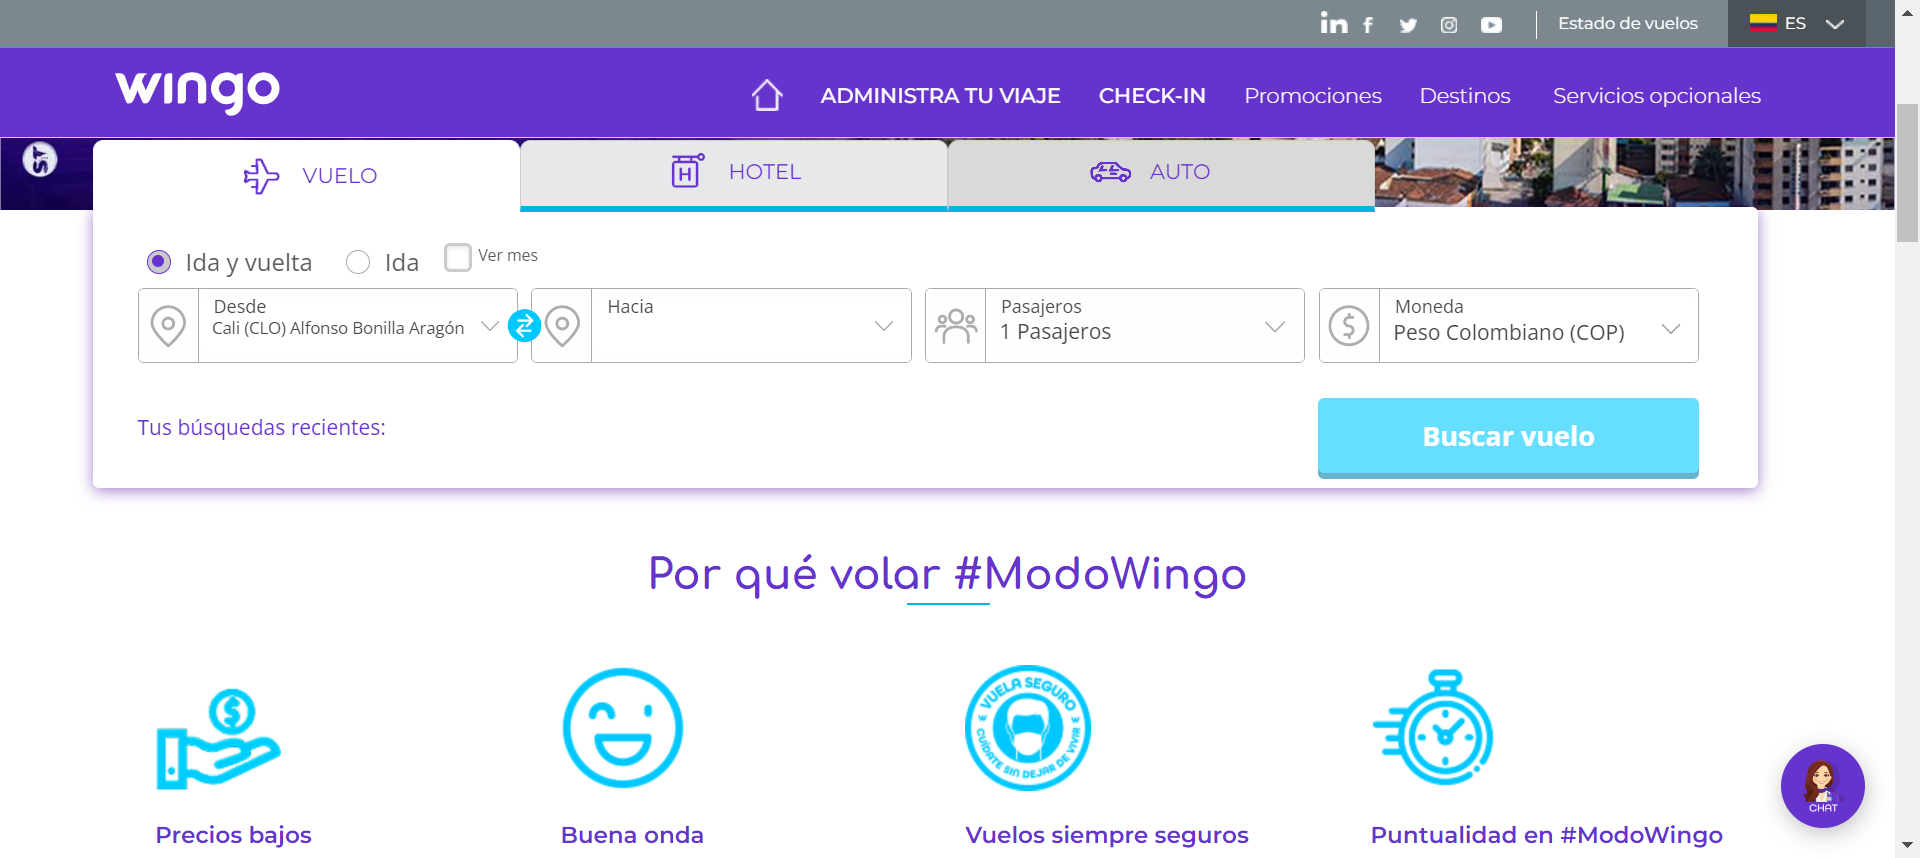 Estado de vuelos
ES
wingo
ADMINISTRA TU VIAJE
CHECK-IN
Promociones
Destinos
Servicios opcionales
VUELO
HOTEL
AUTO
Ida y vuelta
Ida
Ver mes
Desde
Cali (CLO) Alfonso Bonilla Aragón
Hacia
Pasajeros
1 Pasajeros
Moneda
Peso Colombiano (COP)
Tus búsquedas recientes:
Buscar vuelo
Por qué volar #ModoWingo
VUELA SEGURO
CUÍDATE SIN DEJAR DE VIVIR
CHAT
Precios bajos
Buena onda
Vuelos siempre seguros
Puntualidad en #ModoWingo